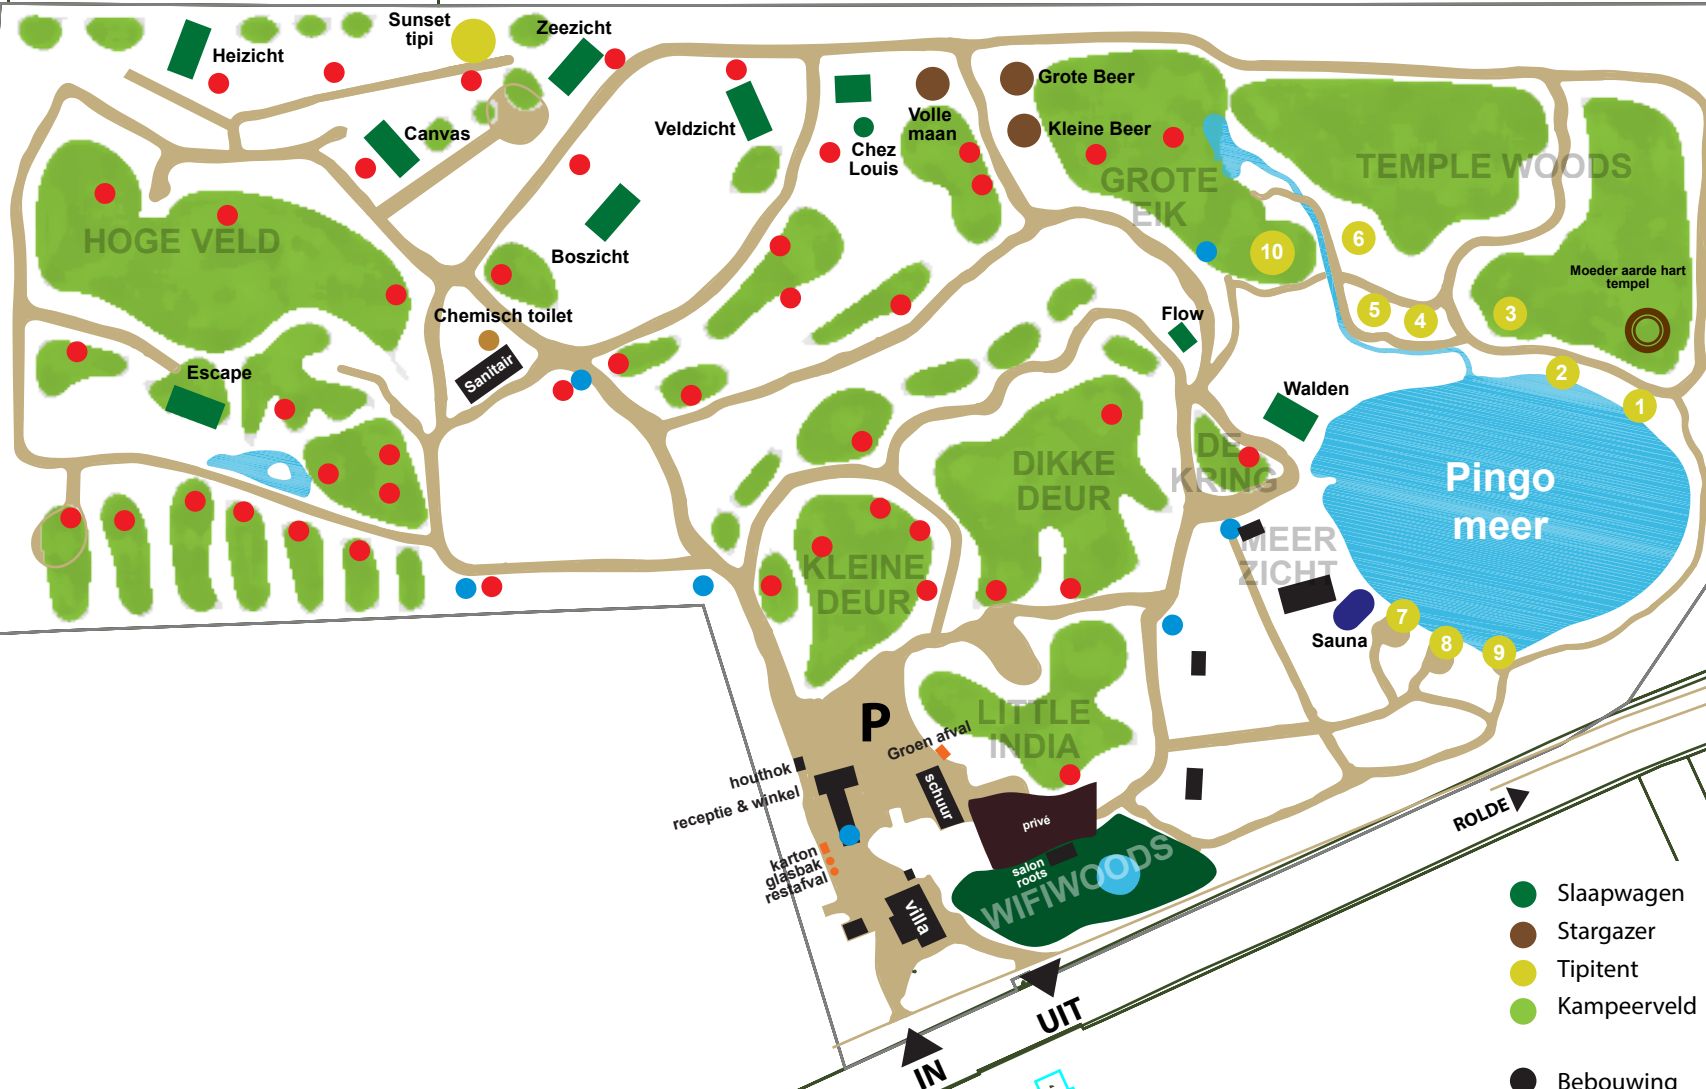 Sunset
tipi
Zeezicht
Heizicht
Grote Beer
Volle
maan
Kleine Beer
Veldzicht
Canvas
Chez
Louis
TEMPLE WOODS
GROTE
EIK
HOGE VELD
10
6
Boszicht
Moeder aarde hart
tempel
Chemisch toilet
Flow
5
4
3
Sanitair
Escape
2
Walden
1
DIKKE
DEUR
DE
KRING
Pingo
meer
MEER
ZICHT
KLEINE
DEUR
Sauna
7
8
9
P
LITTLE
INDIA
Groen afval
houthok
receptie & winkel
schuur
privé
ROLDE
karton
glasbak
restafval
salon
roots
WIFIWOODS
villa
UIT
IN
Slaapwagen
Stargazer
Tipitent
Kampeerveld
Bebouwing